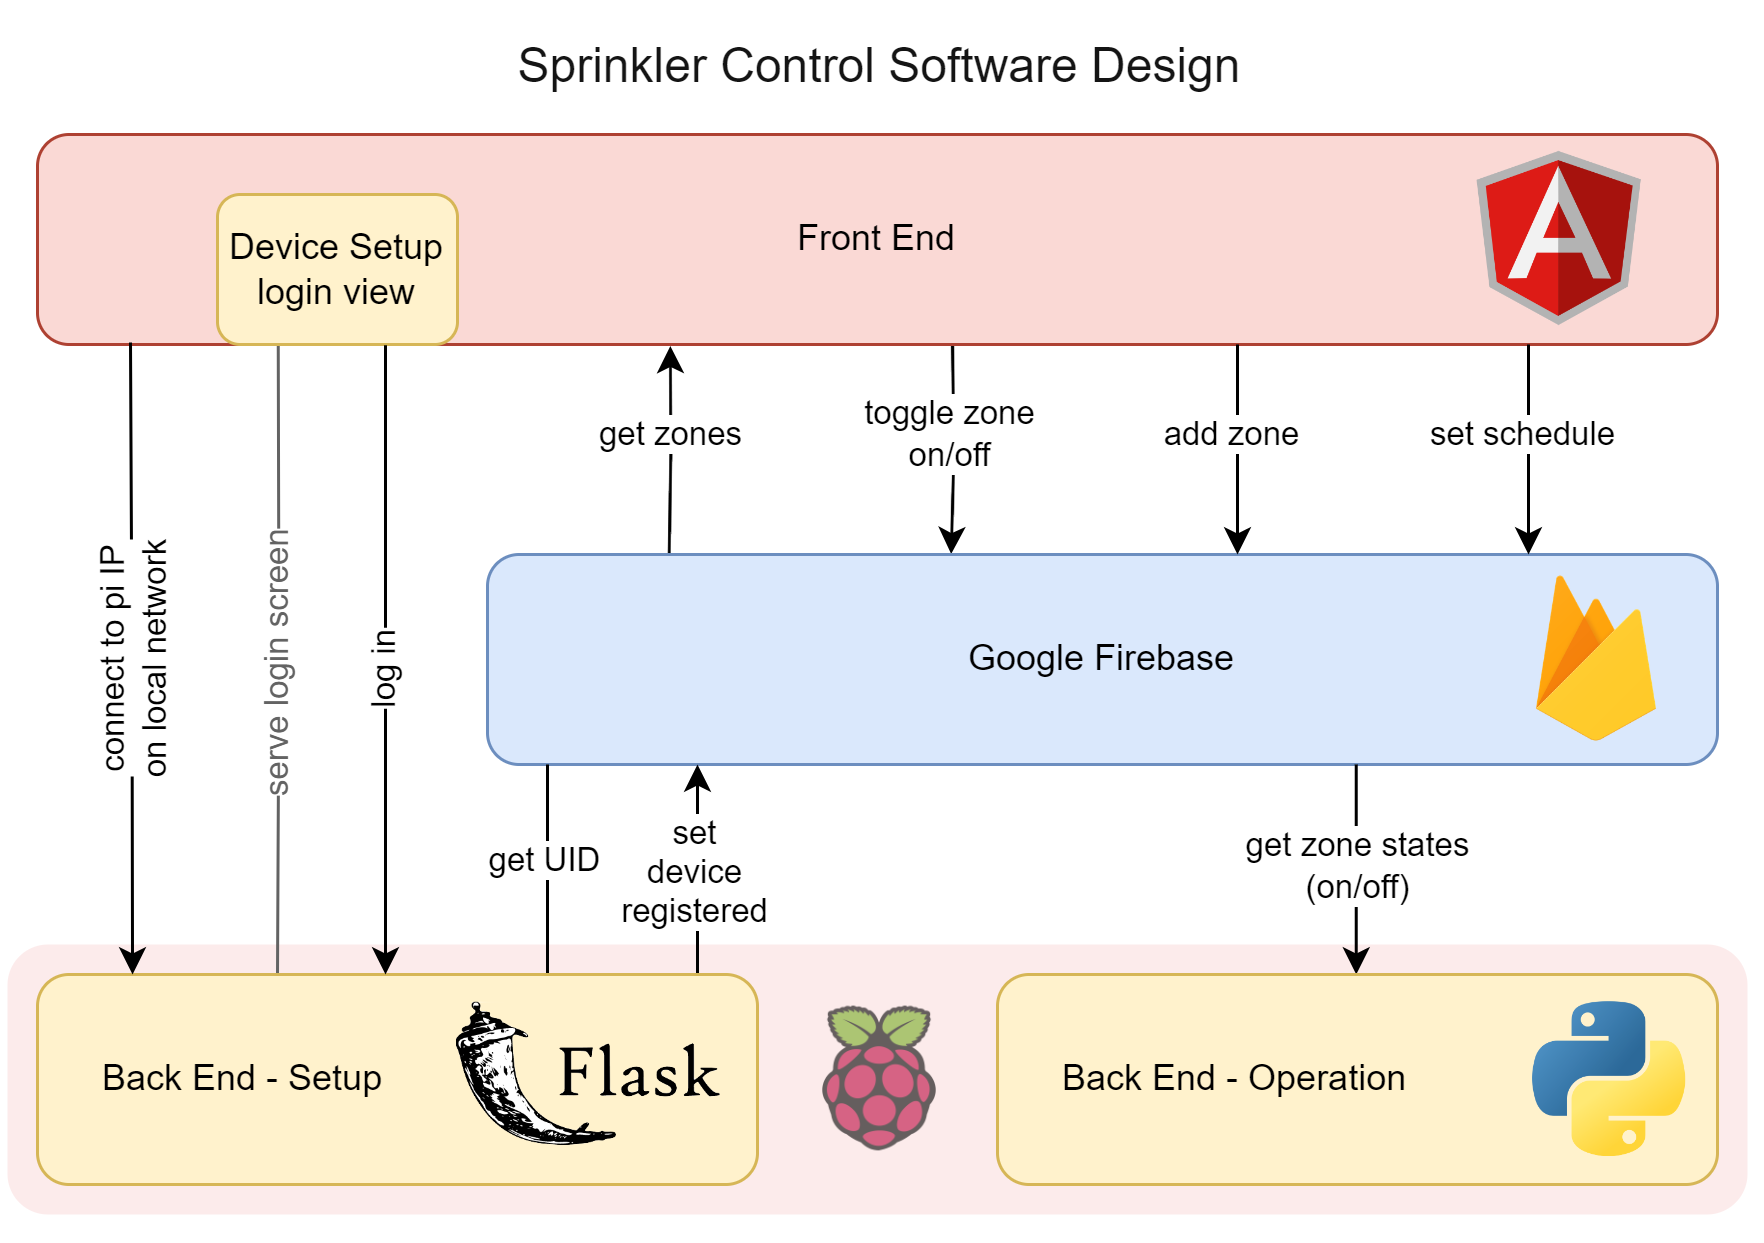 Sprinkler Control Software Design
Device Setup
login view
Front End
get zones
toggle zone
on/off
add zone
set schedule
connect to pi IP
on local network
serve login screen
log in
Google Firebase
get UID
set
device
registered
get zone states
(on/off)
Back End - Setup
Flask
Back End - Operation